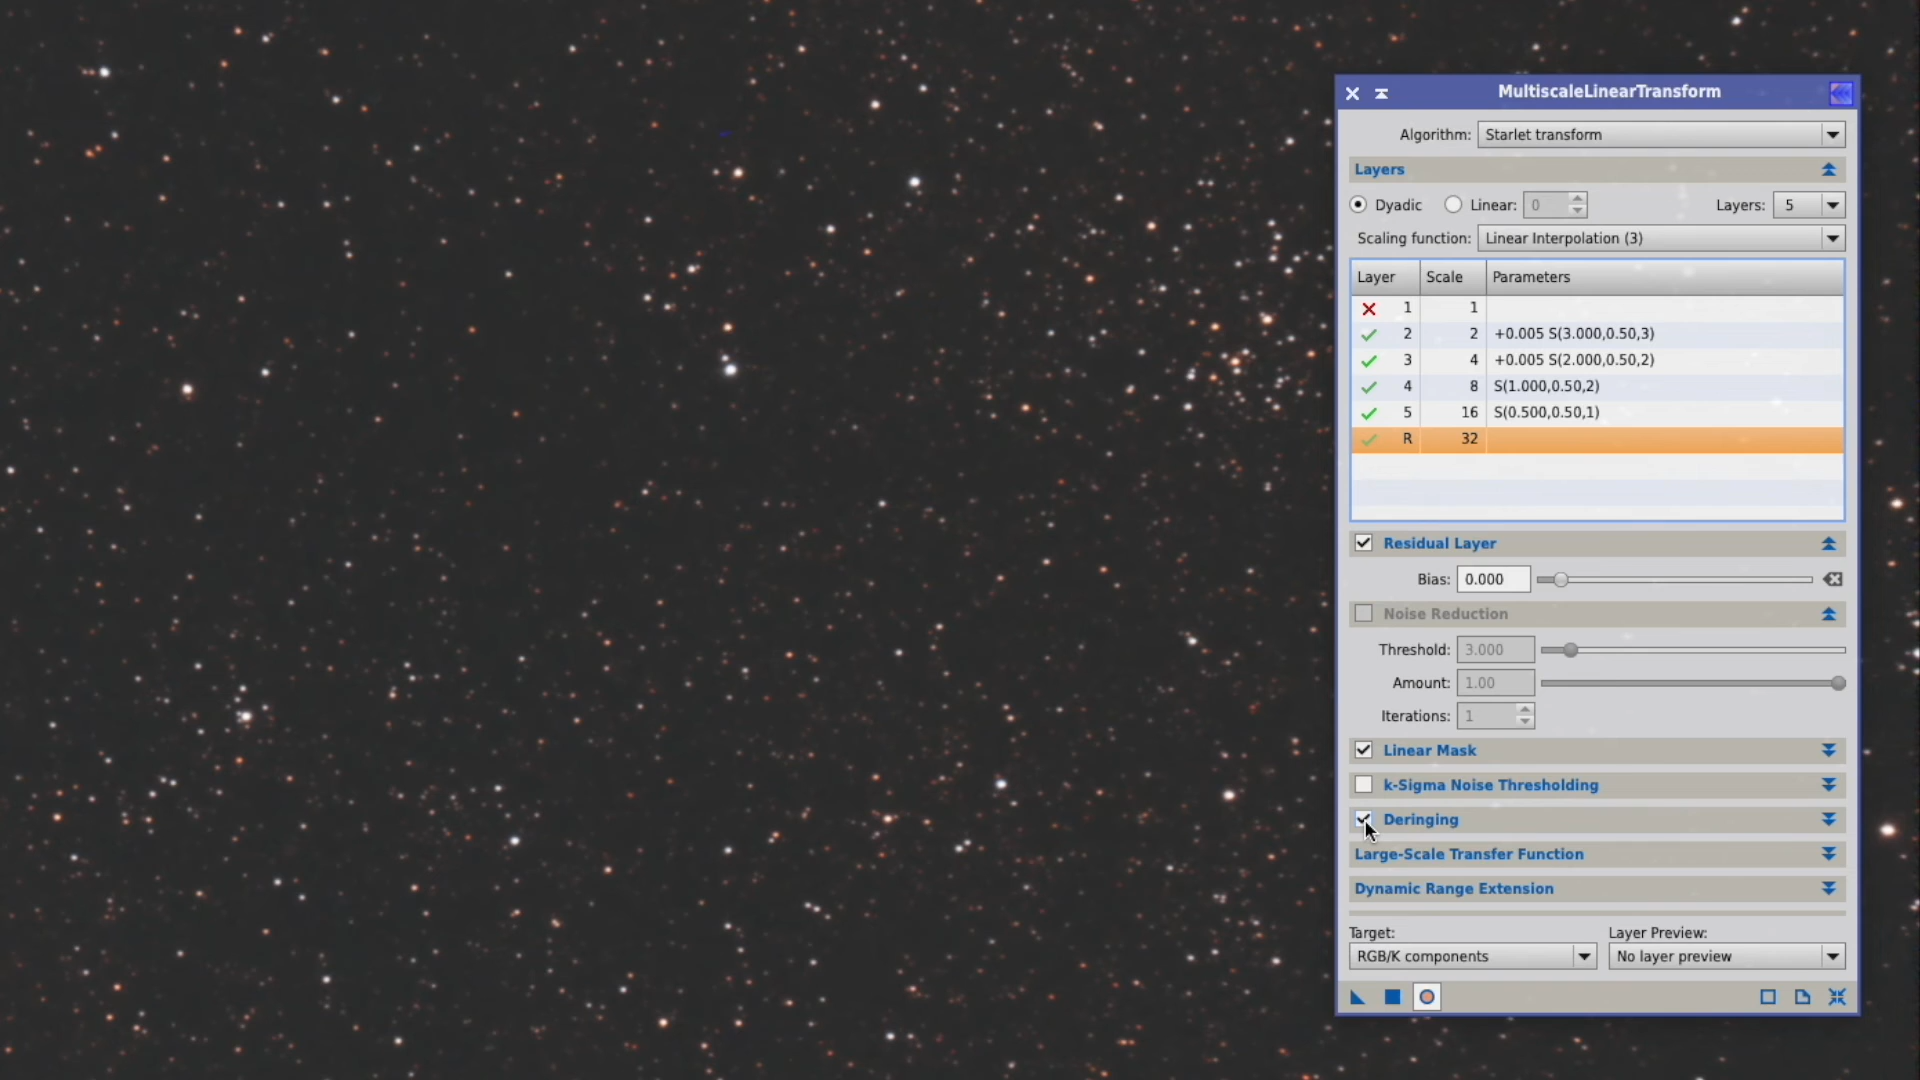 MultiscaleLinearTransform
Algorithm: Starlet transform
Layers
Dyadic Linear: 0 Layers: 5
Scaling function: Linear Interpolation (3)
Layer Scale Parameters
1 1
2 2 +0.005 S(3.000,0.50,3)
3 4 +0.005 S(2.000,0.50,2)
4 8 S(1.000,0.50,2)
5 16 S(0.500,0.50,1)
R 32
Residual Layer
Bias: 0.000
Noise Reduction
Threshold: 3.000
Amount: 1.00
Iterations: 1
Linear Mask
k-Sigma Noise Thresholding
Deringing
Large-Scale Transfer Function
Dynamic Range Extension
Target: Layer Preview:
RGB/K components No layer preview